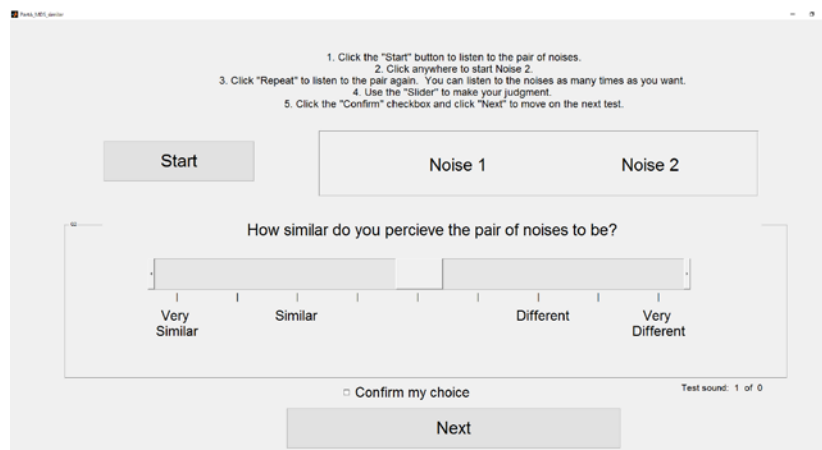 PartA_MDS_similar
1. Click the "Start" button to listen to the pair of noises.
2. Click anywhere to start Noise 2.
3. Click "Repeat" to listen to the pair again. You can listen to the noises as many times as you want.
4. Use the "Slider" to make your judgment.
5. Click the "Confirm" checkbox and click "Next" to move on the next test.
Start
Noise 1 Noise 2
How similar do you percieve the pair of noises to be?
Very Similar Different Very
Similar Different
Confirm my choice
Test sound: 1 of 0
Next